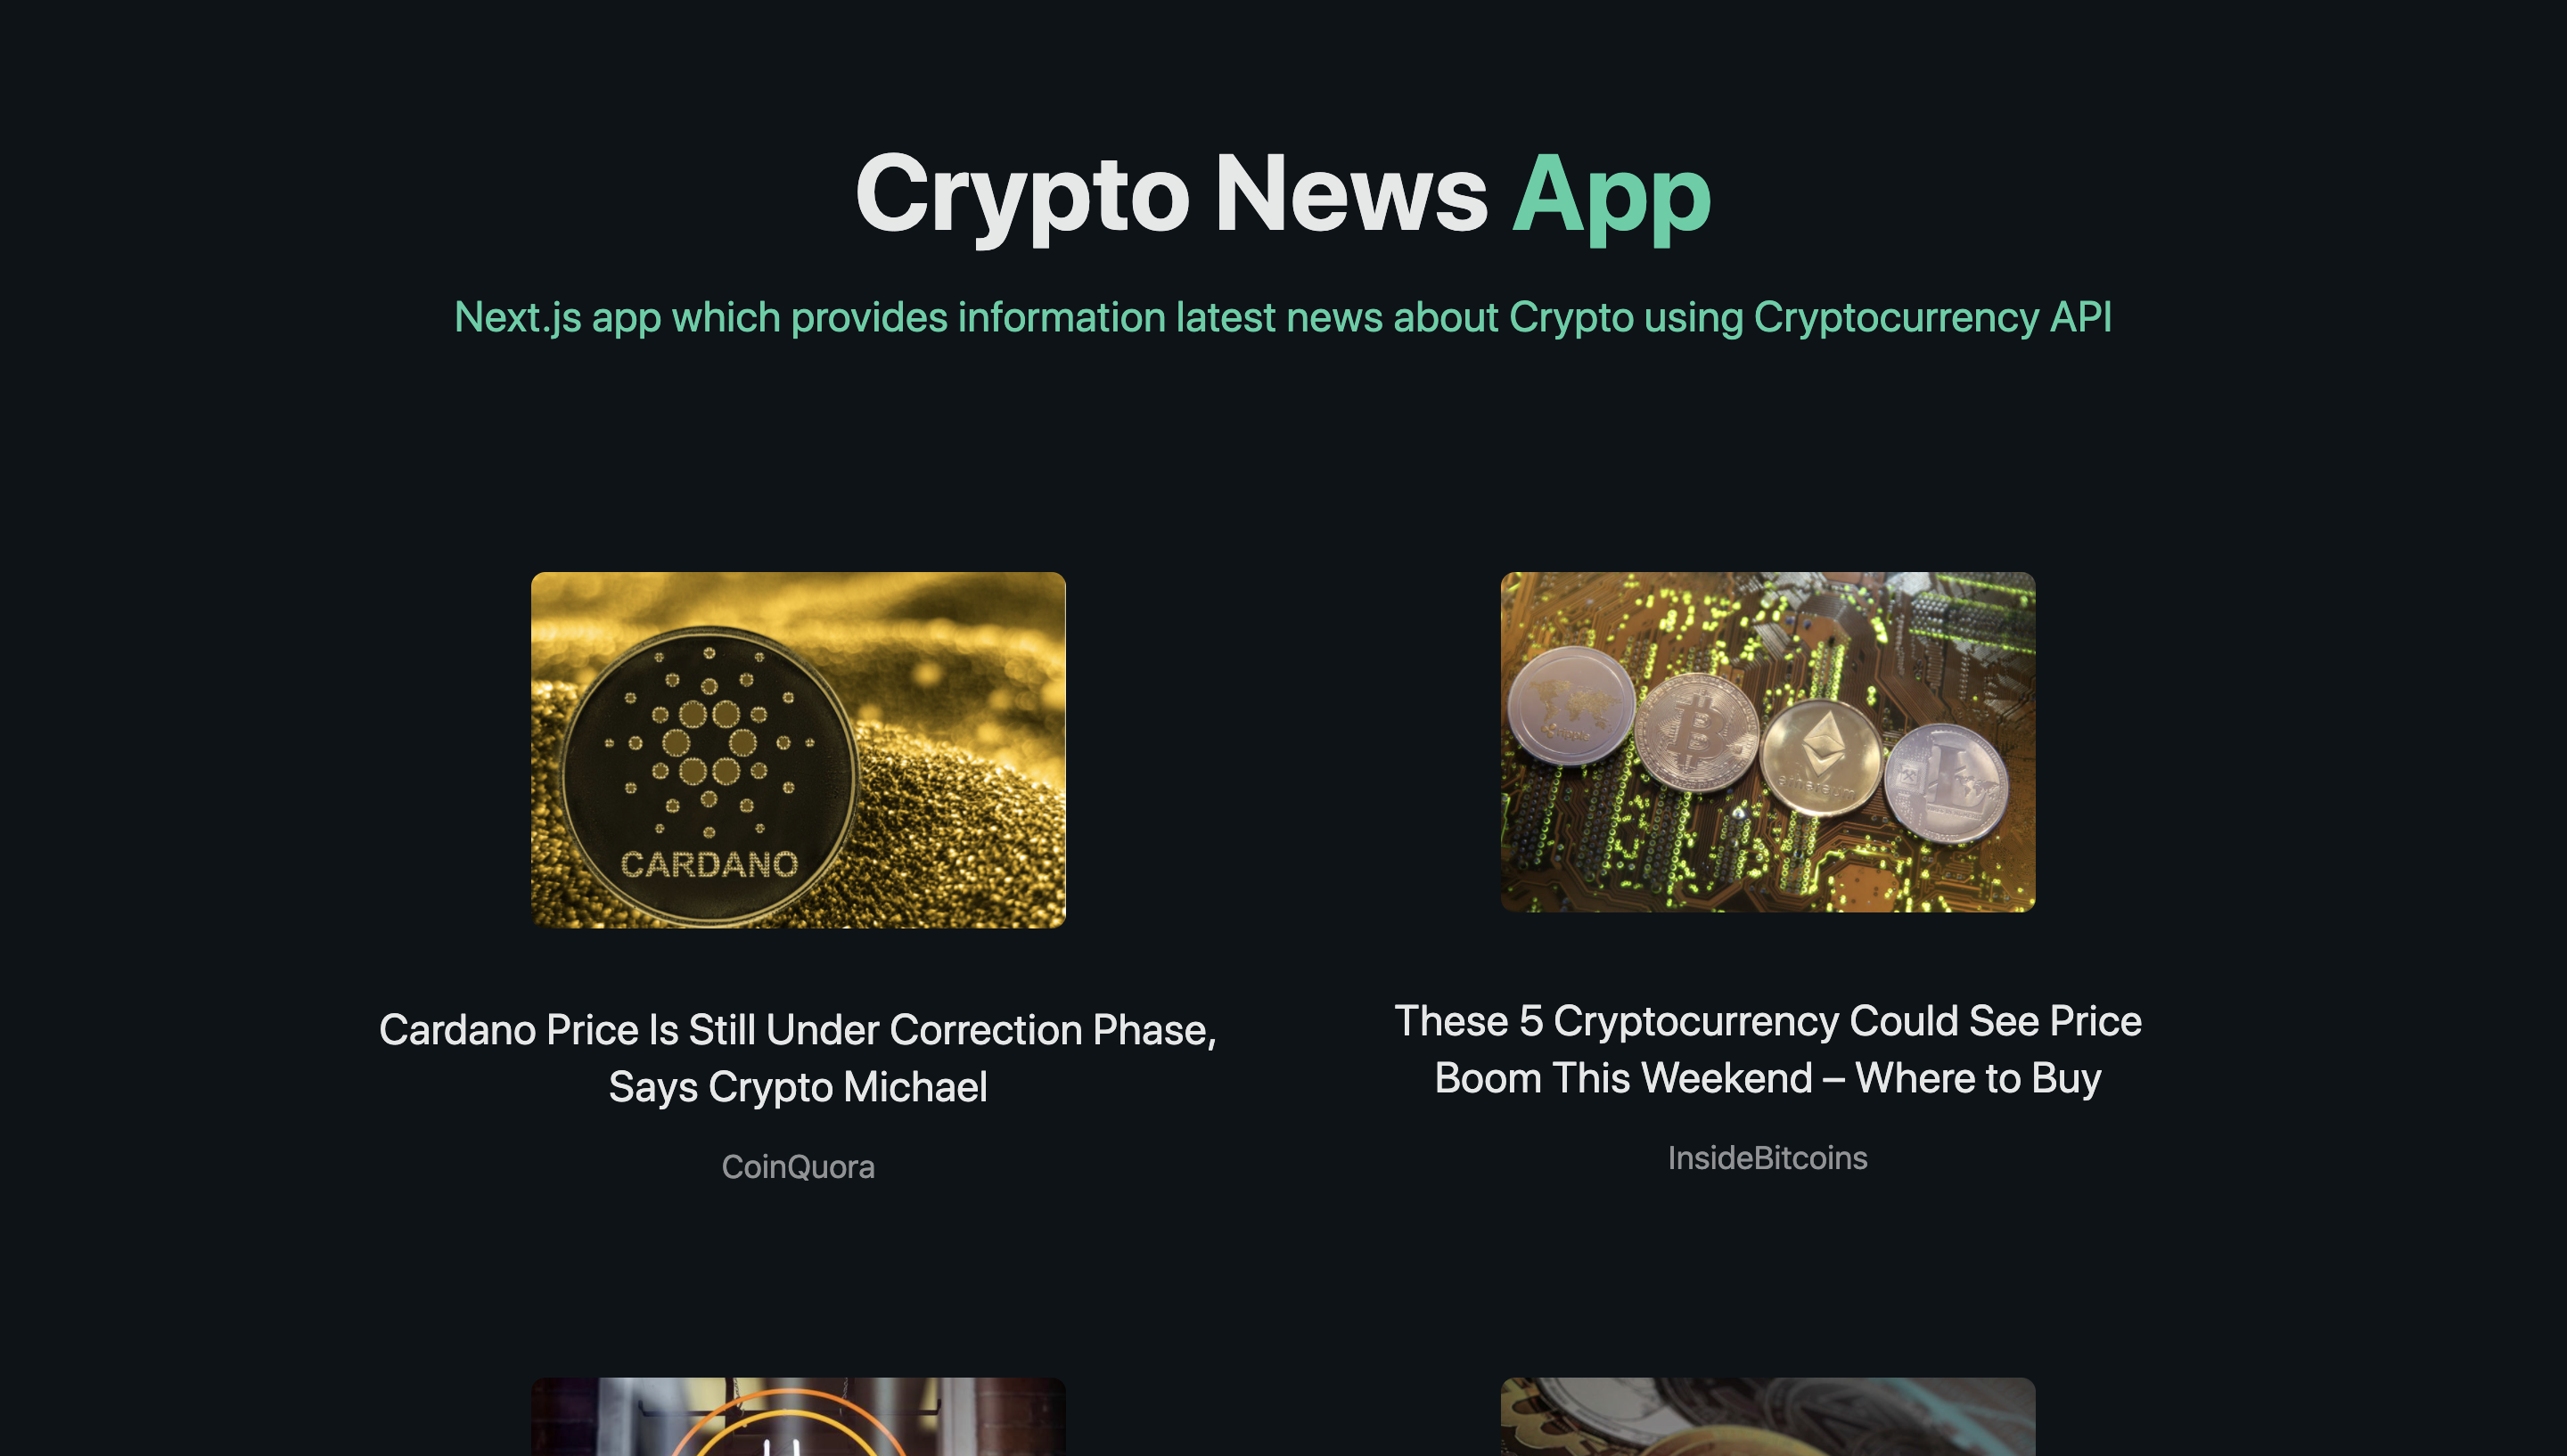 Crypto News App
Next.js app which provides information latest news about Crypto using Cryptocurrency API
CARDANO
ethereum
Cardano Price Is Still Under Correction Phase,
Says Crypto Michael
CoinQuora
These 5 Cryptocurrency Could See Price
Boom This Weekend – Where to Buy
InsideBitcoins